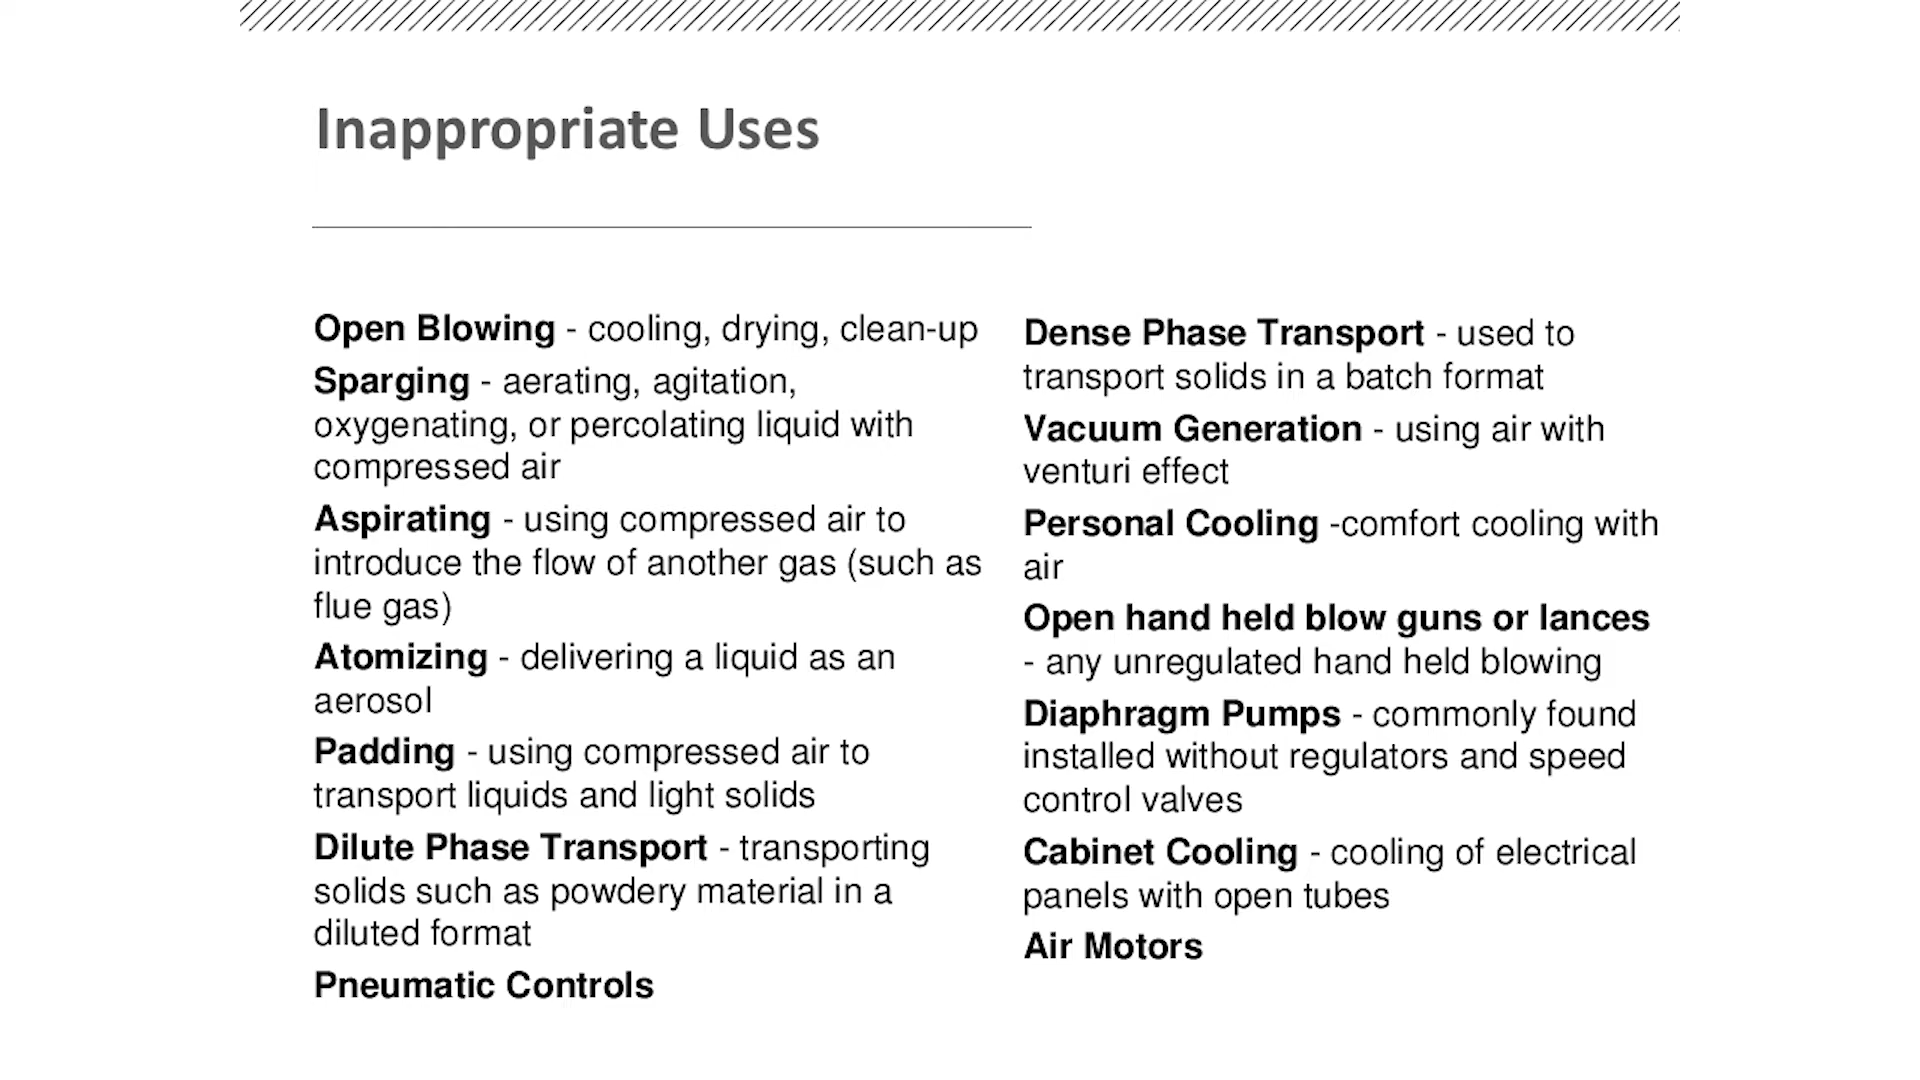 Inappropriate Uses
Open Blowing - cooling, drying, clean-up
Sparging - aerating, agitation,
oxygenating, or percolating liquid with
compressed air
Aspirating - using compressed air to
introduce the flow of another gas (such as
flue gas)
Atomizing - delivering a liquid as an
aerosol
Padding - using compressed air to
transport liquids and light solids
Dilute Phase Transport - transporting
solids such as powdery material in a
diluted format
Pneumatic Controls
Dense Phase Transport - used to
transport solids in a batch format
Vacuum Generation - using air with
venturi effect
Personal Cooling -comfort cooling with
air
Open hand held blow guns or lances
- any unregulated hand held blowing
Diaphragm Pumps - commonly found
installed without regulators and speed
control valves
Cabinet Cooling - cooling of electrical
panels with open tubes
Air Motors